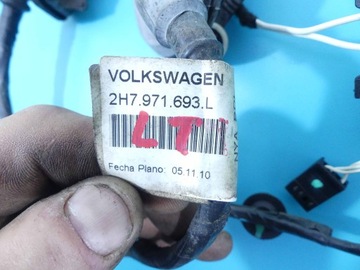 VOLKSWAGEN
2H7.971.693.L
LT
Fecha Plano: 05.11.10